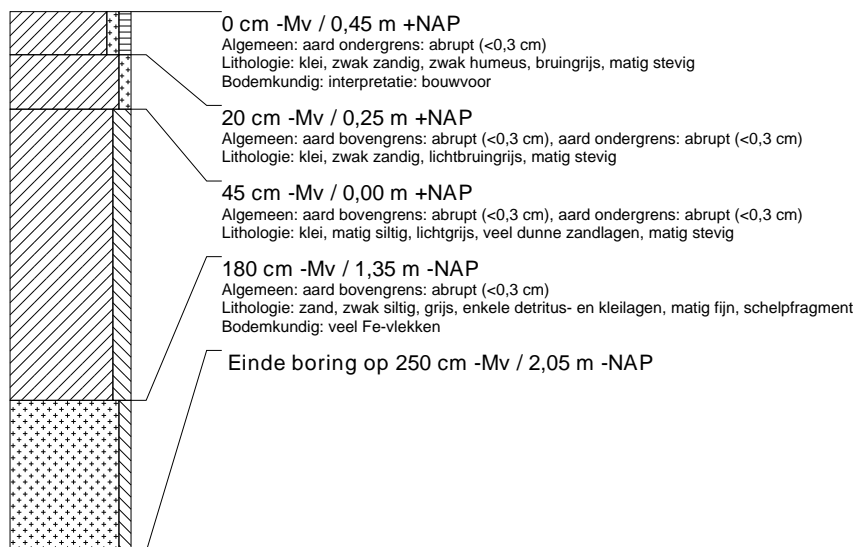 0 cm -Mv / 0,45 m +NAP
Algemeen: aard ondergrens: abrupt (<0,3 cm)
Lithologie: klei, zwak zandig, zwak humeus, bruingrijs, matig stevig
Bodemkundig: interpretatie: bouwvoor
20 cm -Mv / 0,25 m +NAP
Algemeen: aard bovengrens: abrupt (<0,3 cm), aard ondergrens: abrupt (<0,3 cm)
Lithologie: klei, zwak zandig, lichtbruingrijs, matig stevig
45 cm -Mv / 0,00 m +NAP
Algemeen: aard bovengrens: abrupt (<0,3 cm), aard ondergrens: abrupt (<0,3 cm)
Lithologie: klei, matig siltig, lichtgrijs, veel dunne zandlagen, matig stevig
180 cm -Mv / 1,35 m -NAP
Algemeen: aard bovengrens: abrupt (<0,3 cm)
Lithologie: zand, zwak siltig, grijs, enkele detritus- en kleilagen, matig fijn, schelpfragment
Bodemkundig: veel Fe-vlekken
Einde boring op 250 cm -Mv / 2,05 m -NAP